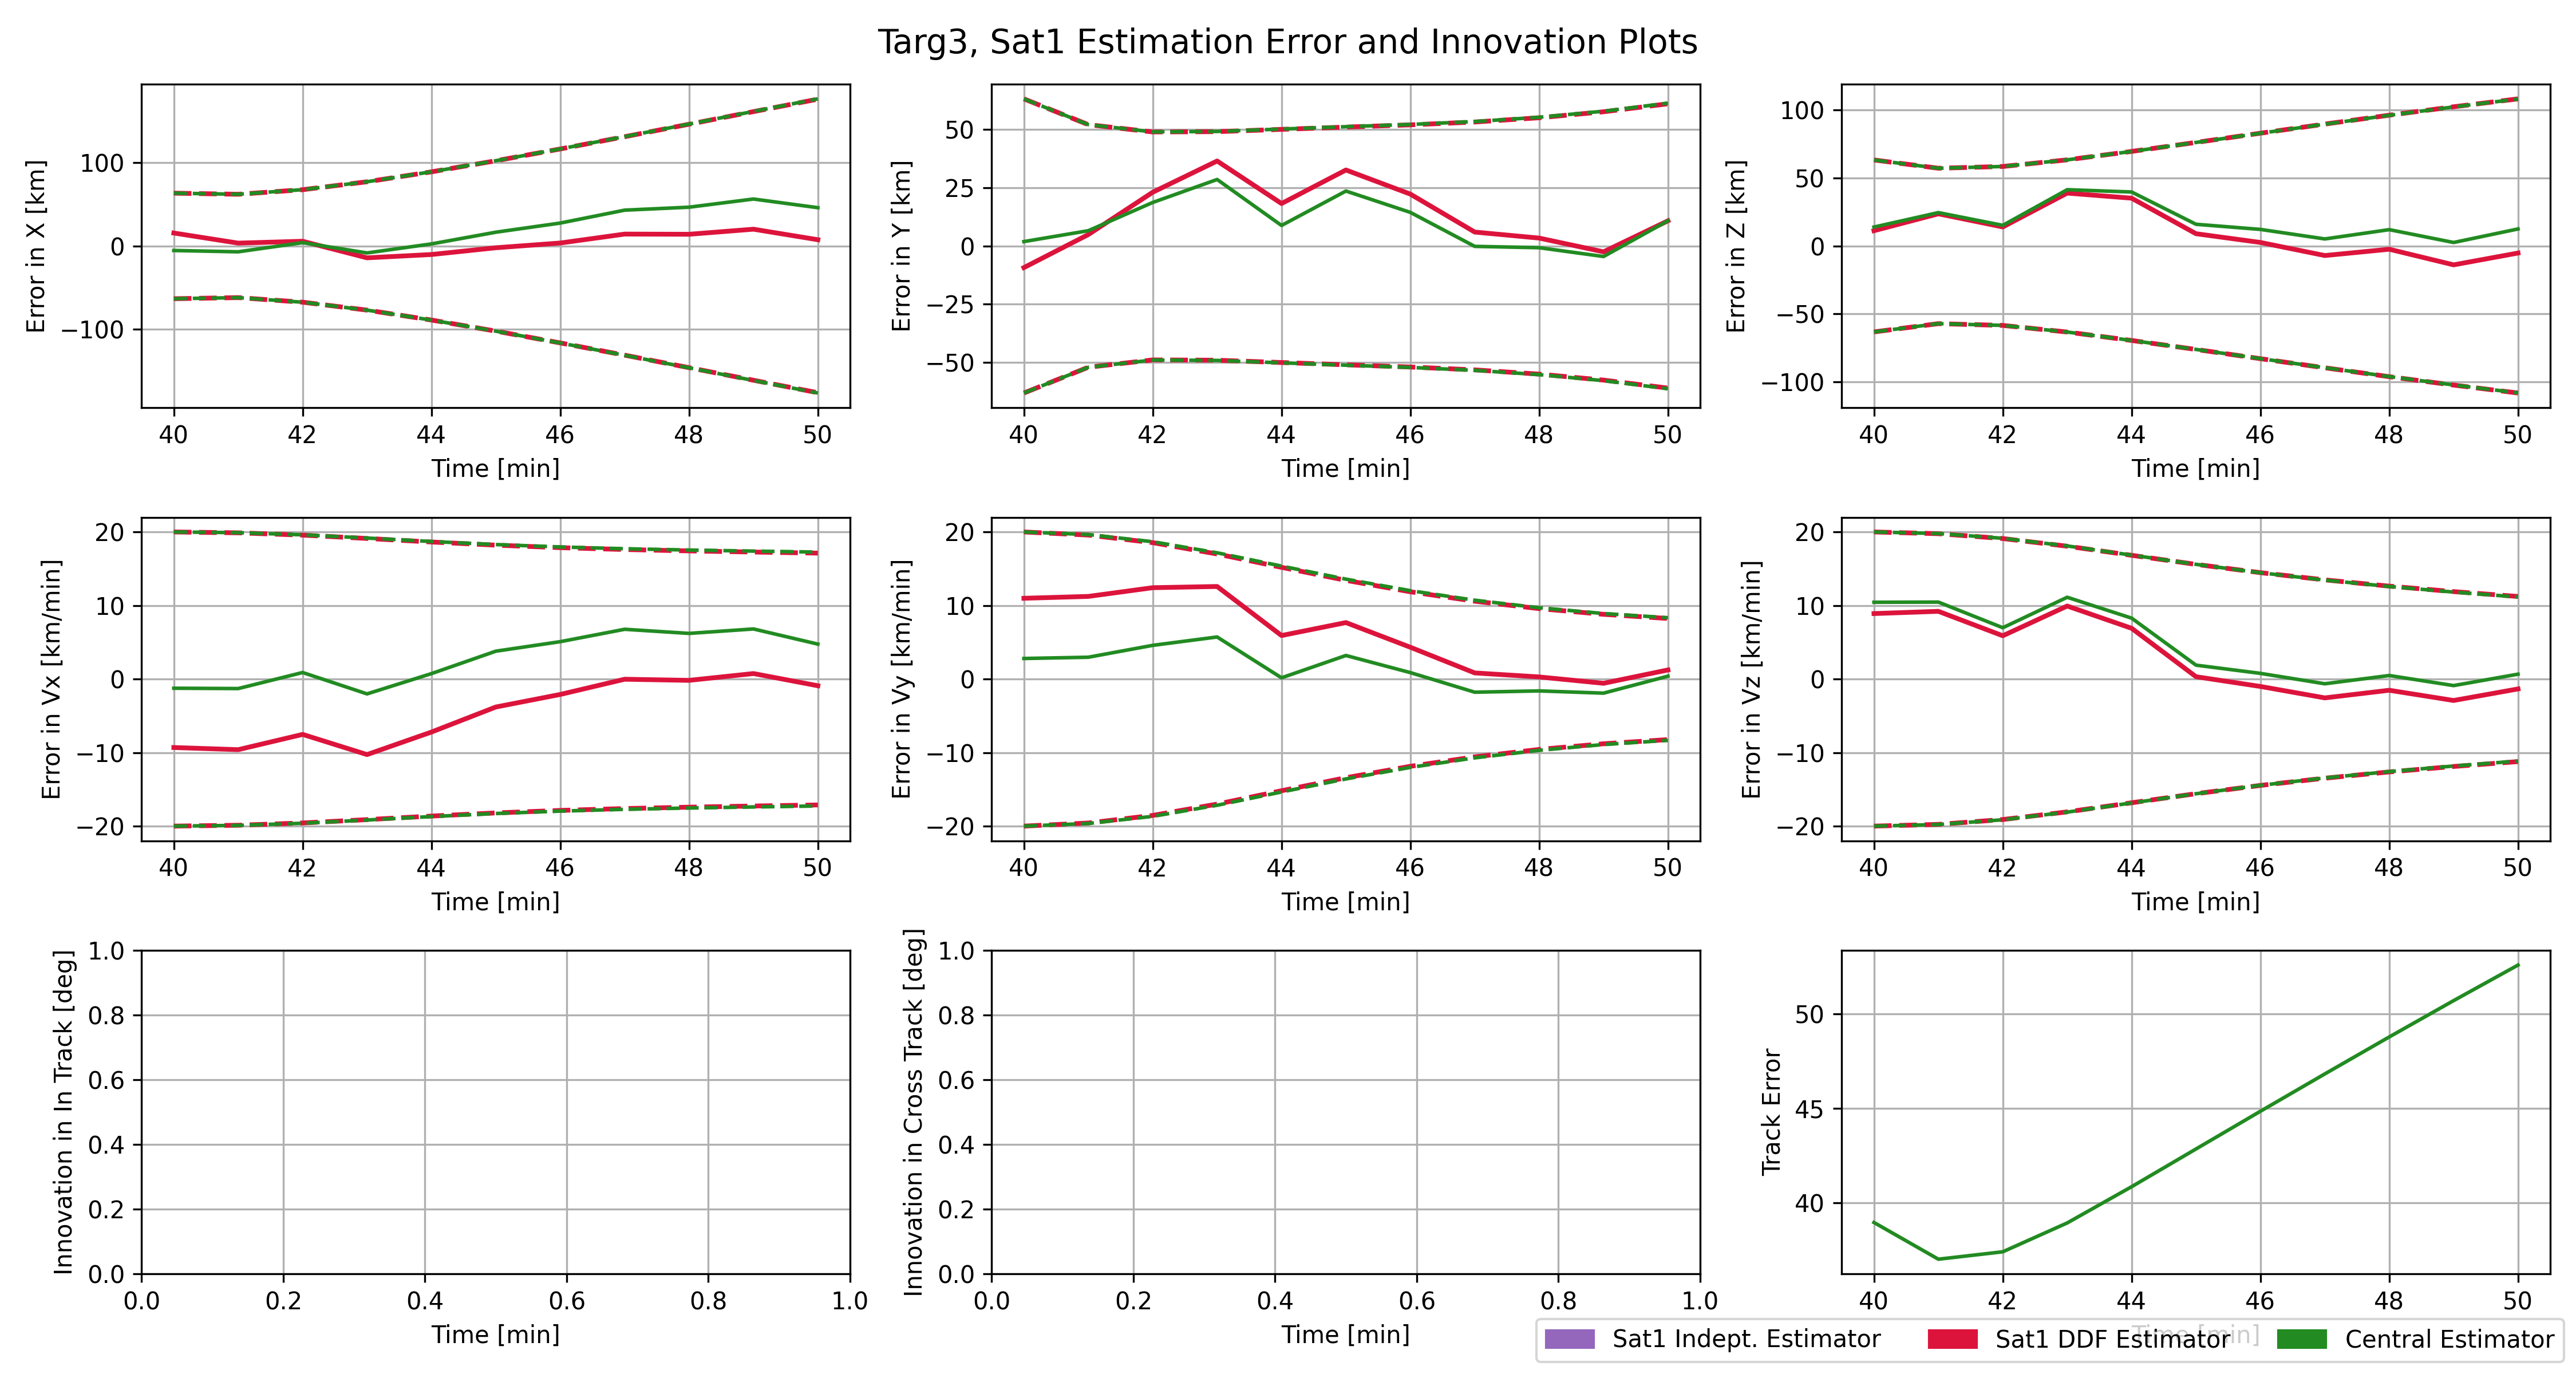 Targ3, Sat1 Estimation Error and Innovation Plots
Error in X [km]
100
0
−100
40 42 44 46 48 50
Time [min]
Error in Y [km]
50
25
0
−25
−50
40 42 44 46 48 50
Time [min]
Error in Z [km]
100
50
0
−50
−100
40 42 44 46 48 50
Time [min]
Error in Vx [km/min]
20
10
0
−10
−20
40 42 44 46 48 50
Time [min]
Error in Vy [km/min]
20
10
0
−10
−20
40 42 44 46 48 50
Time [min]
Error in Vz [km/min]
20
10
0
−10
−20
40 42 44 46 48 50
Time [min]
Innovation in In Track [deg]
1.0
0.8
0.6
0.4
0.2
0.0
0.0 0.2 0.4 0.6 0.8 1.0
Time [min]
Innovation in Cross Track [deg]
1.0
0.8
0.6
0.4
0.2
0.0
0.0 0.2 0.4 0.6 0.8 1.0
Time [min]
Track Error
50
45
40
40 42 44 46 48 50
Time [min]
Sat1 Indept. Estimator Sat1 DDF Estimator Central Estimator